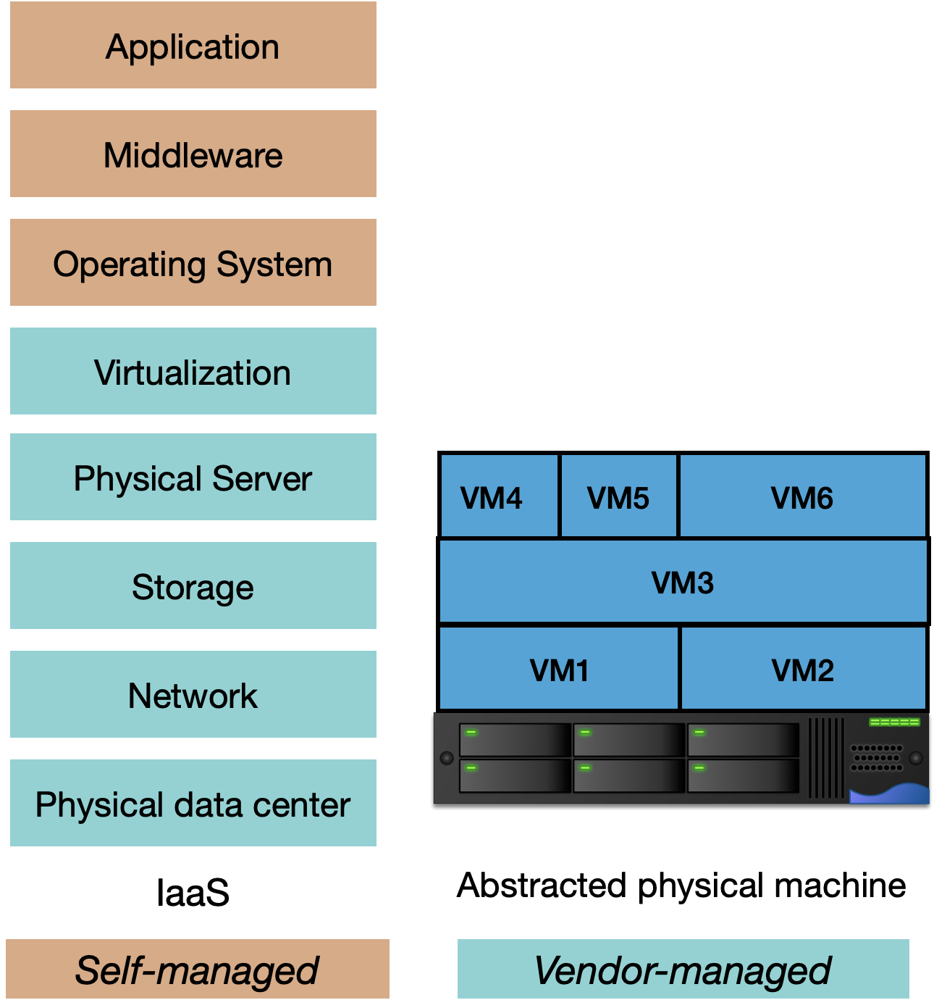 Application
Middleware
Operating System
Virtualization
Physical Server
Storage
Network
Physical data center
IaaS
VM4 VM5 VM6
VM3
VM1 VM2
Abstracted physical machine
Self-managed
Vendor-managed